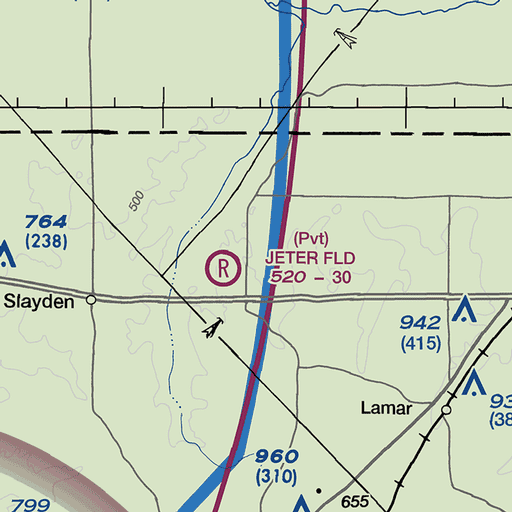 500
764
(238)
(Pvt)
R
JETER FLD
520 - 30
Slayden
942
(415)
Lamar
960
(310)
655
799